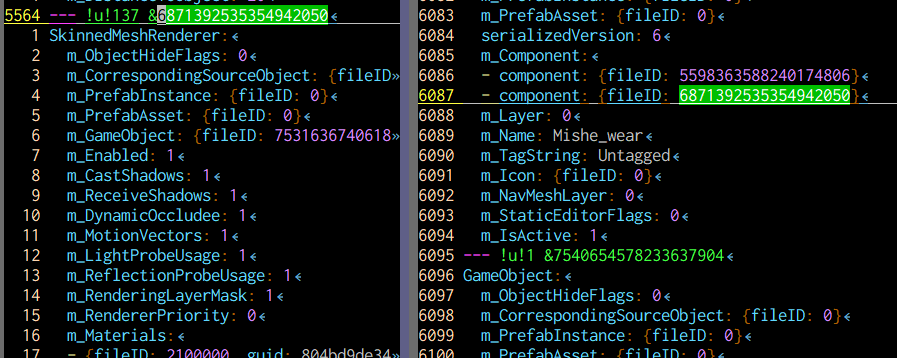 5564 --- !u!137 &6871392535354942050↲
1 SkinnedMeshRenderer:↲
2 m_ObjectHideFlags: 0↲
3 m_CorrespondingSourceObject: {fileID»
4 m_PrefabInstance: {fileID: 0}↲
5 m_PrefabAsset: {fileID: 0}↲
6 m_GameObject: {fileID: 7531636740618»
7 m_Enabled: 1↲
8 m_CastShadows: 1↲
9 m_ReceiveShadows: 1↲
10 m_DynamicOccludee: 1↲
11 m_MotionVectors: 1↲
12 m_LightProbeUsage: 1↲
13 m_ReflectionProbeUsage: 1↲
14 m_RenderingLayerMask: 1↲
15 m_RendererPriority: 0↲
16 m_Materials:↲
17 - {fileID: 2100000, guid: 804bd9de34»
6082 m_PrefabInstance: {fileID: 0}↲
6083 m_PrefabAsset: {fileID: 0}↲
6084 serializedVersion: 6↲
6085 m_Component:↲
6086 - component: {fileID: 5598363588240174806}↲
6087 - component: {fileID: 6871392535354942050}↲
6088 m_Layer: 0↲
6089 m_Name: Mishe_wear↲
6090 m_TagString: Untagged↲
6091 m_Icon: {fileID: 0}↲
6092 m_NavMeshLayer: 0↲
6093 m_StaticEditorFlags: 0↲
6094 m_IsActive: 1↲
6095 --- !u!1 &7540654578233637904↲
6096 GameObject:↲
6097 m_ObjectHideFlags: 0↲
6098 m_CorrespondingSourceObject: {fileID: 0}↲
6099 m_PrefabInstance: {fileID: 0}↲
6100 m_PrefabAsset: {fileID: 0}↲